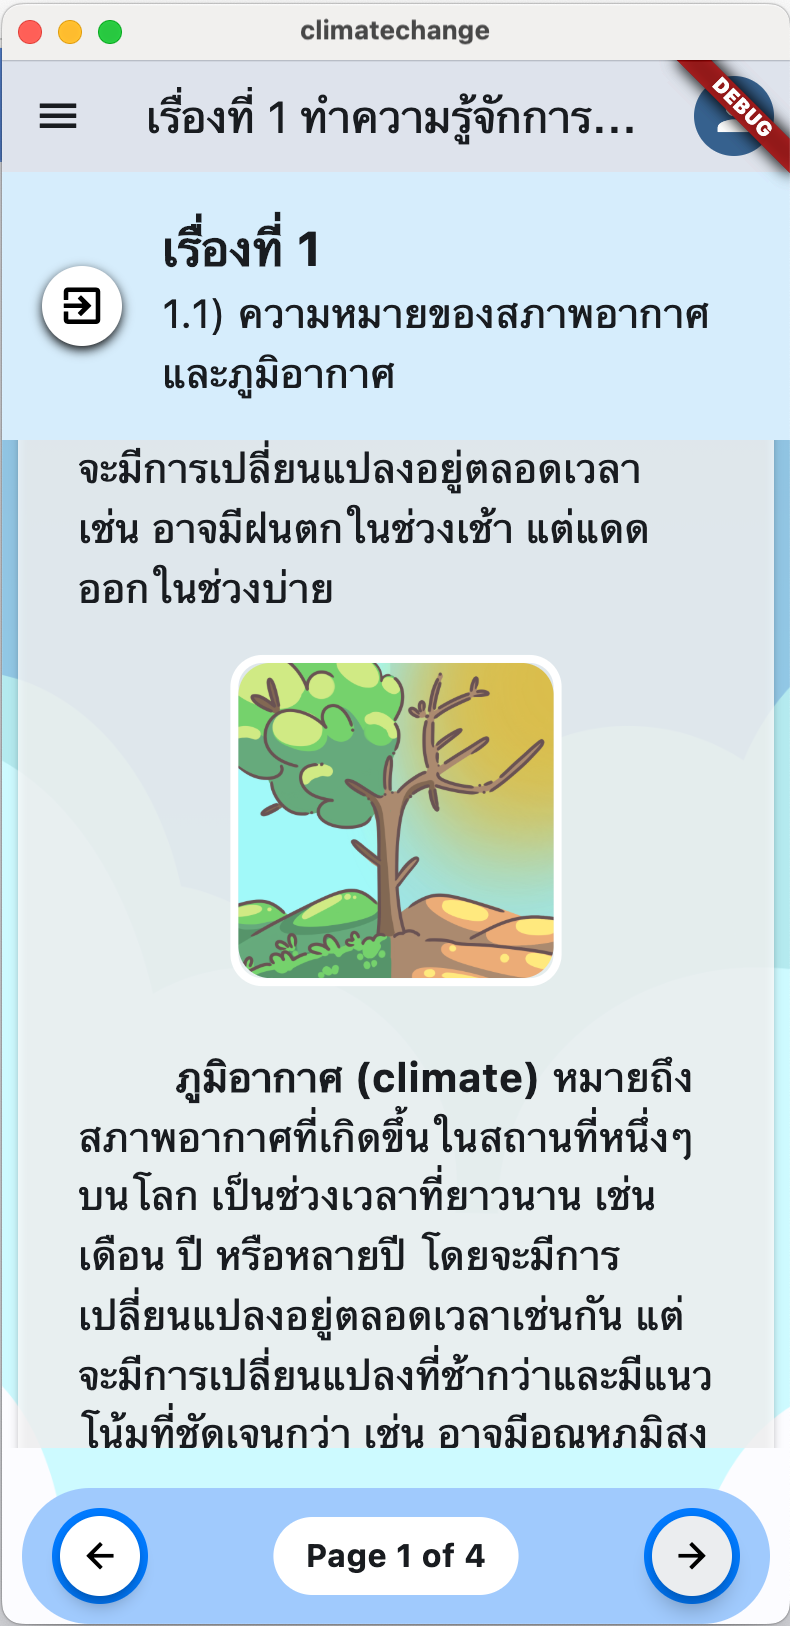 climatechange
เรื่องที่ 1 ทำความรู้จักการ...
DEBUG
เรื่องที่ 1
1.1) ความหมายของสภาพอากาศ
และภูมิอากาศ
จะมีการเปลี่ยนแปลงอยู่ตลอดเวลา
เช่น อาจมีฝนตกในช่วงเช้า แต่แดด
ออกในช่วงบ่าย
ภูมิอากาศ (climate) หมายถึง
สภาพอากาศที่เกิดขึ้นในสถานที่หนึ่งๆ
บนโลก เป็นช่วงเวลาที่ยาวนาน เช่น
เดือน ปี หรือหลายปี โดยจะมีการ
เปลี่ยนแปลงอยู่ตลอดเวลาเช่นกัน แต่
จะมีการเปลี่ยนแปลงที่ช้ากว่าและมีแนว
โน้มที่ชัดเจนกว่า เช่น อาจมีอุณหภูมิสูง
Page 1 of 4